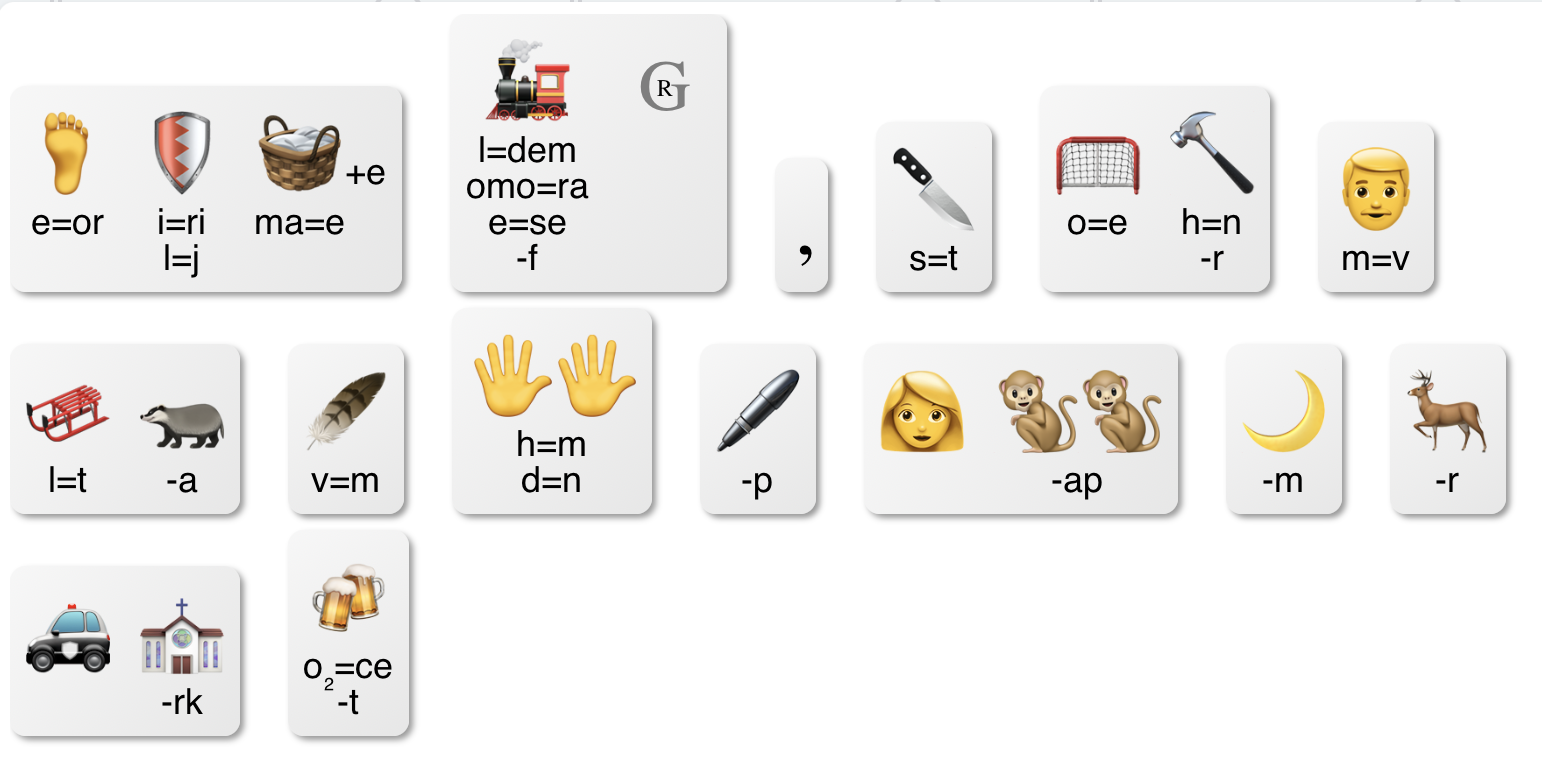 R G
+e
l=dem
omo=ra
e=or i=ri ma=e e=se , o=e h=n
l=j -f s=t -r m=v
h=m
l=t -a v=m d=n -p -ap -m -r
o₂=ce
-rk -t